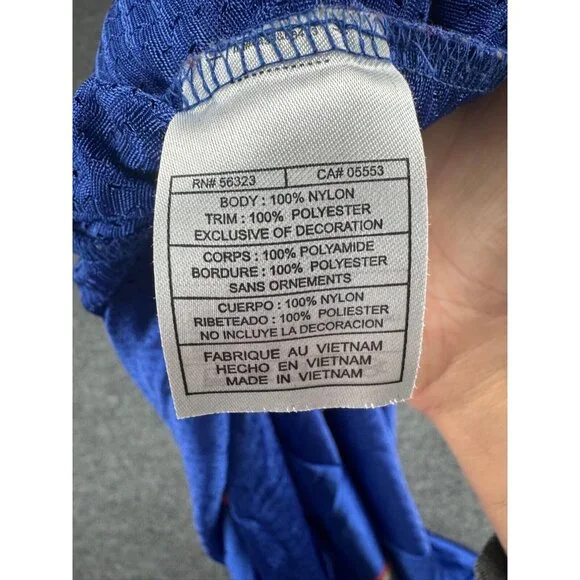 RN# 56323 CA# 05553
BODY : 100% NYLON
TRIM : 100% POLYESTER
EXCLUSIVE OF DECORATION
CORPS : 100% POLYAMIDE
BORDURE : 100% POLYESTER
SANS ORNEMENTS
CUERPO : 100% NYLON
RIBETEADO : 100% POLIESTER
NO INCLUYE LA DECORACION
FABRIQUE AU VIETNAM
HECHO EN VIETNAM
MADE IN VIETNAM